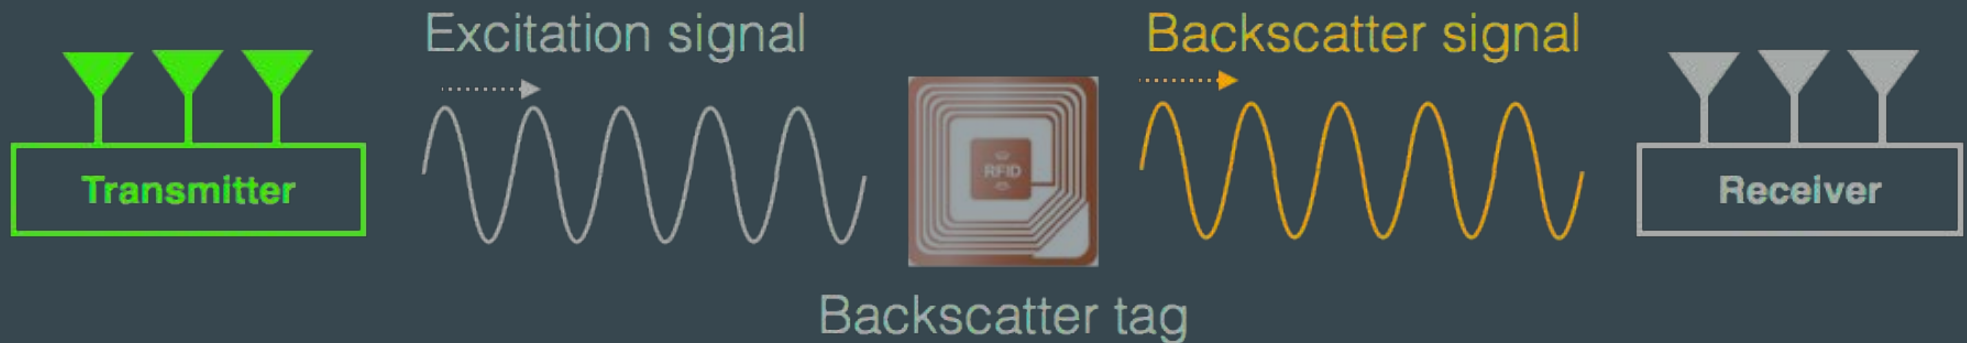 Excitation signal
Backscatter signal
Transmitter
RFID
Receiver
Backscatter tag